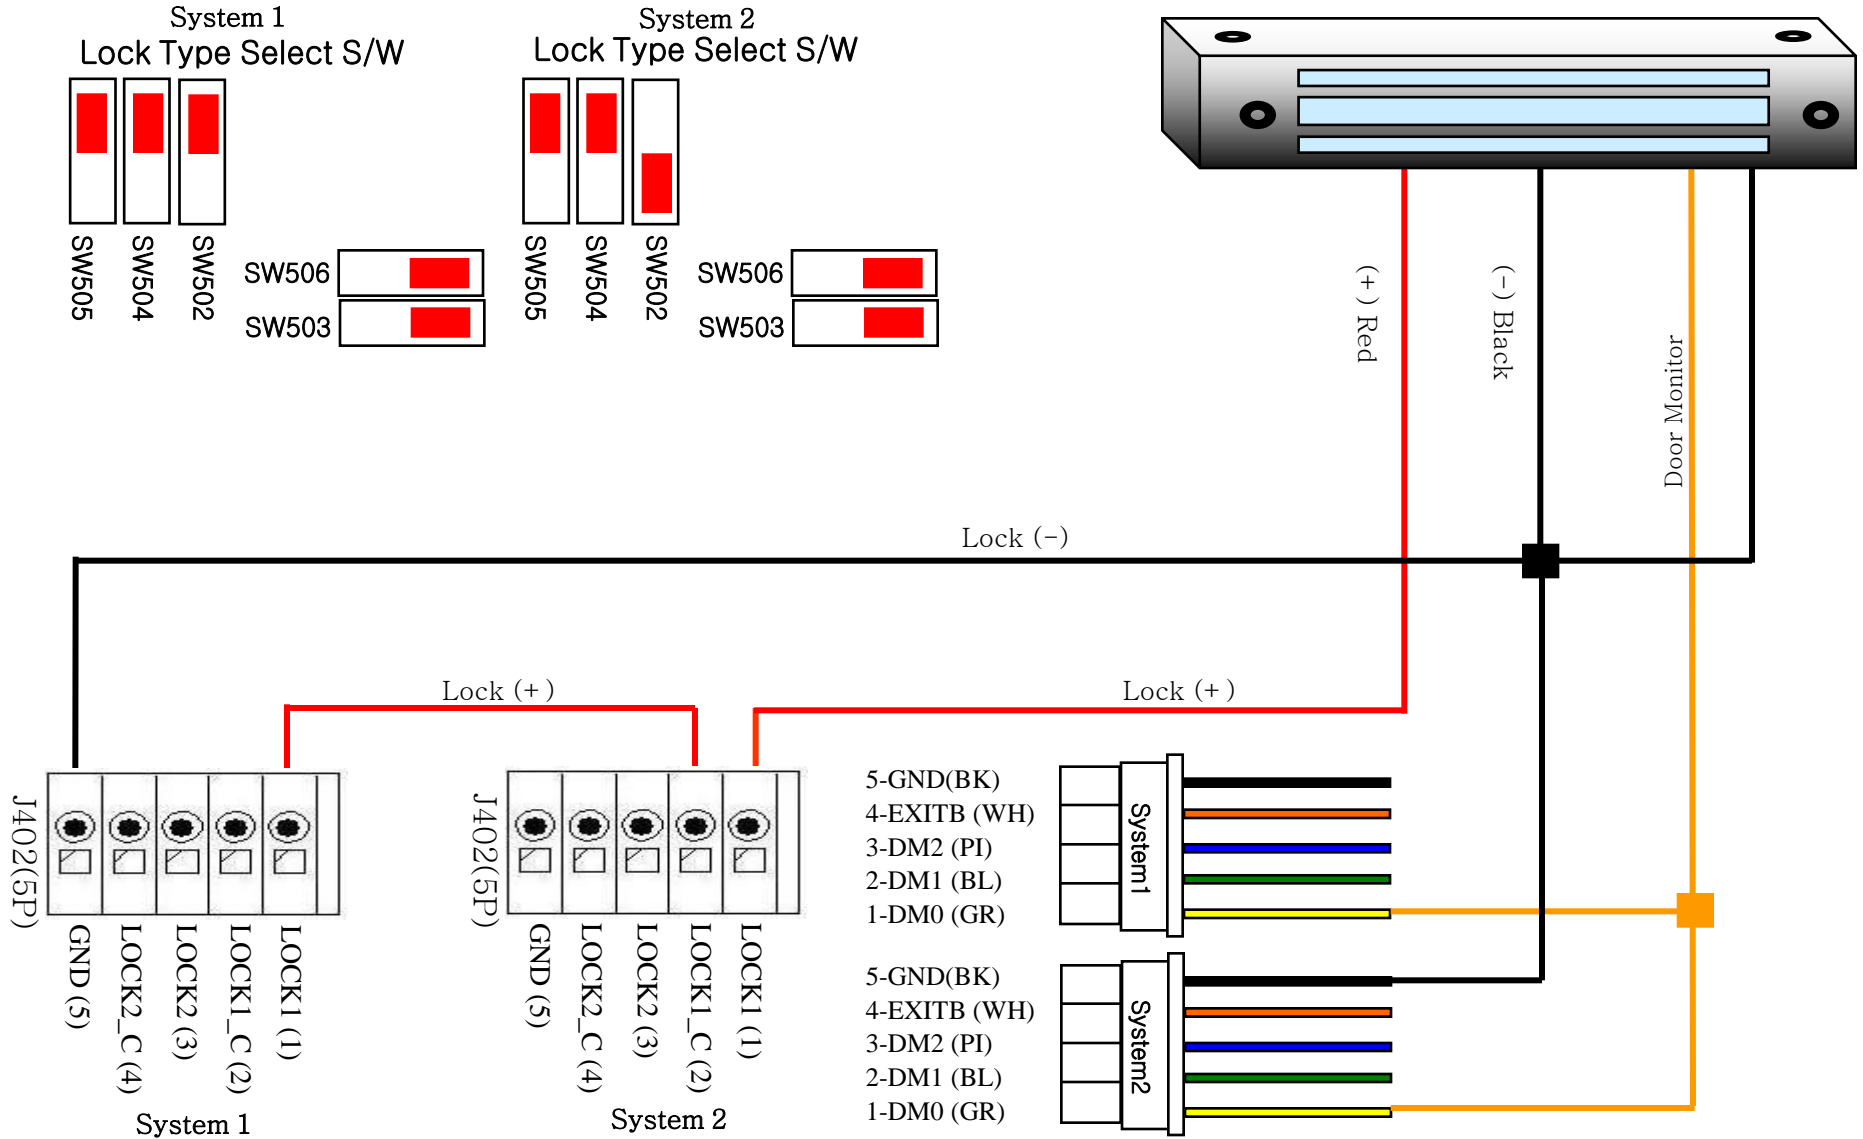 System 1
Lock Type Select S/W
SW505
SW504
SW502
SW506
SW503
System 2
Lock Type Select S/W
SW505
SW504
SW502
SW506
SW503
(+) Red
(-) Black
Door Monitor
Lock (-)
Lock (+)
Lock (+)
J402(5P)
GND (5)
LOCK2_C (4)
LOCK2 (3)
LOCK1_C (2)
LOCK1 (1)
System 1
J402(5P)
GND (5)
LOCK2_C (4)
LOCK2 (3)
LOCK1_C (2)
LOCK1 (1)
System 2
5-GND(BK)
4-EXITB (WH)
3-DM2 (PI)
2-DM1 (BL)
1-DM0 (GR)
System1
5-GND(BK)
4-EXITB (WH)
3-DM2 (PI)
2-DM1 (BL)
1-DM0 (GR)
System2